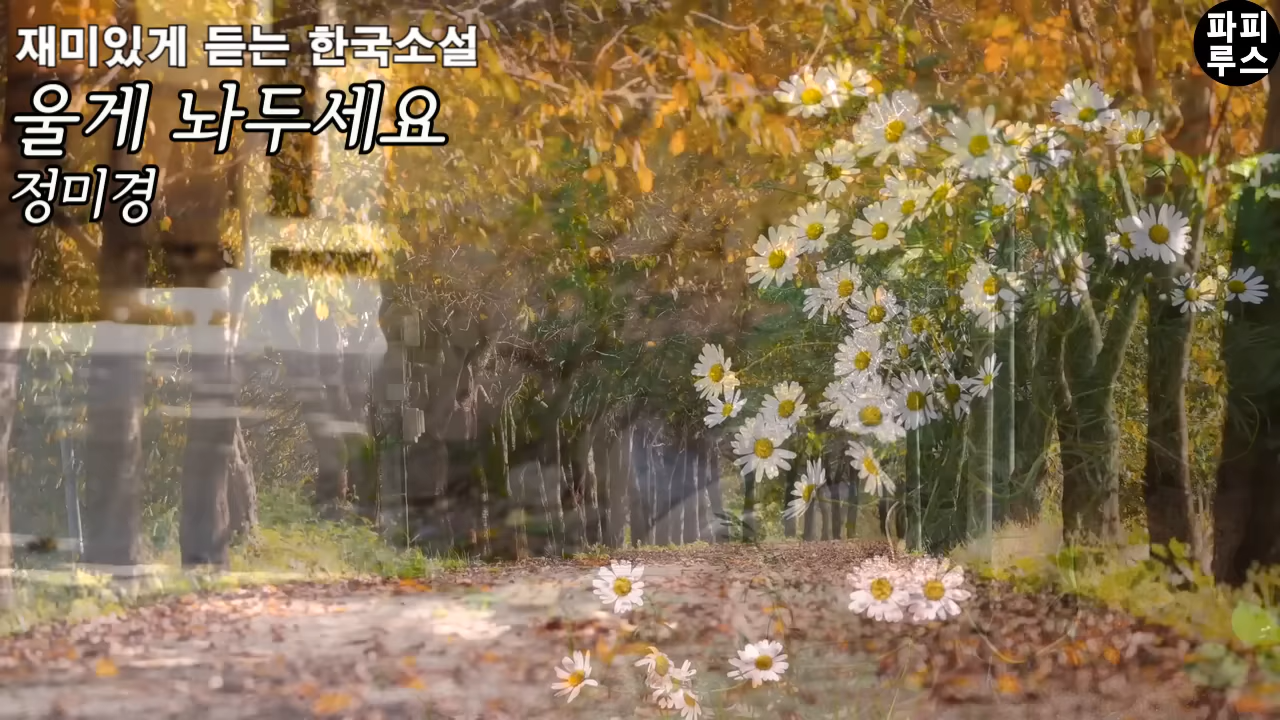 재미있게 듣는 한국소설
울게 놔두세요
정미경
파피
루스